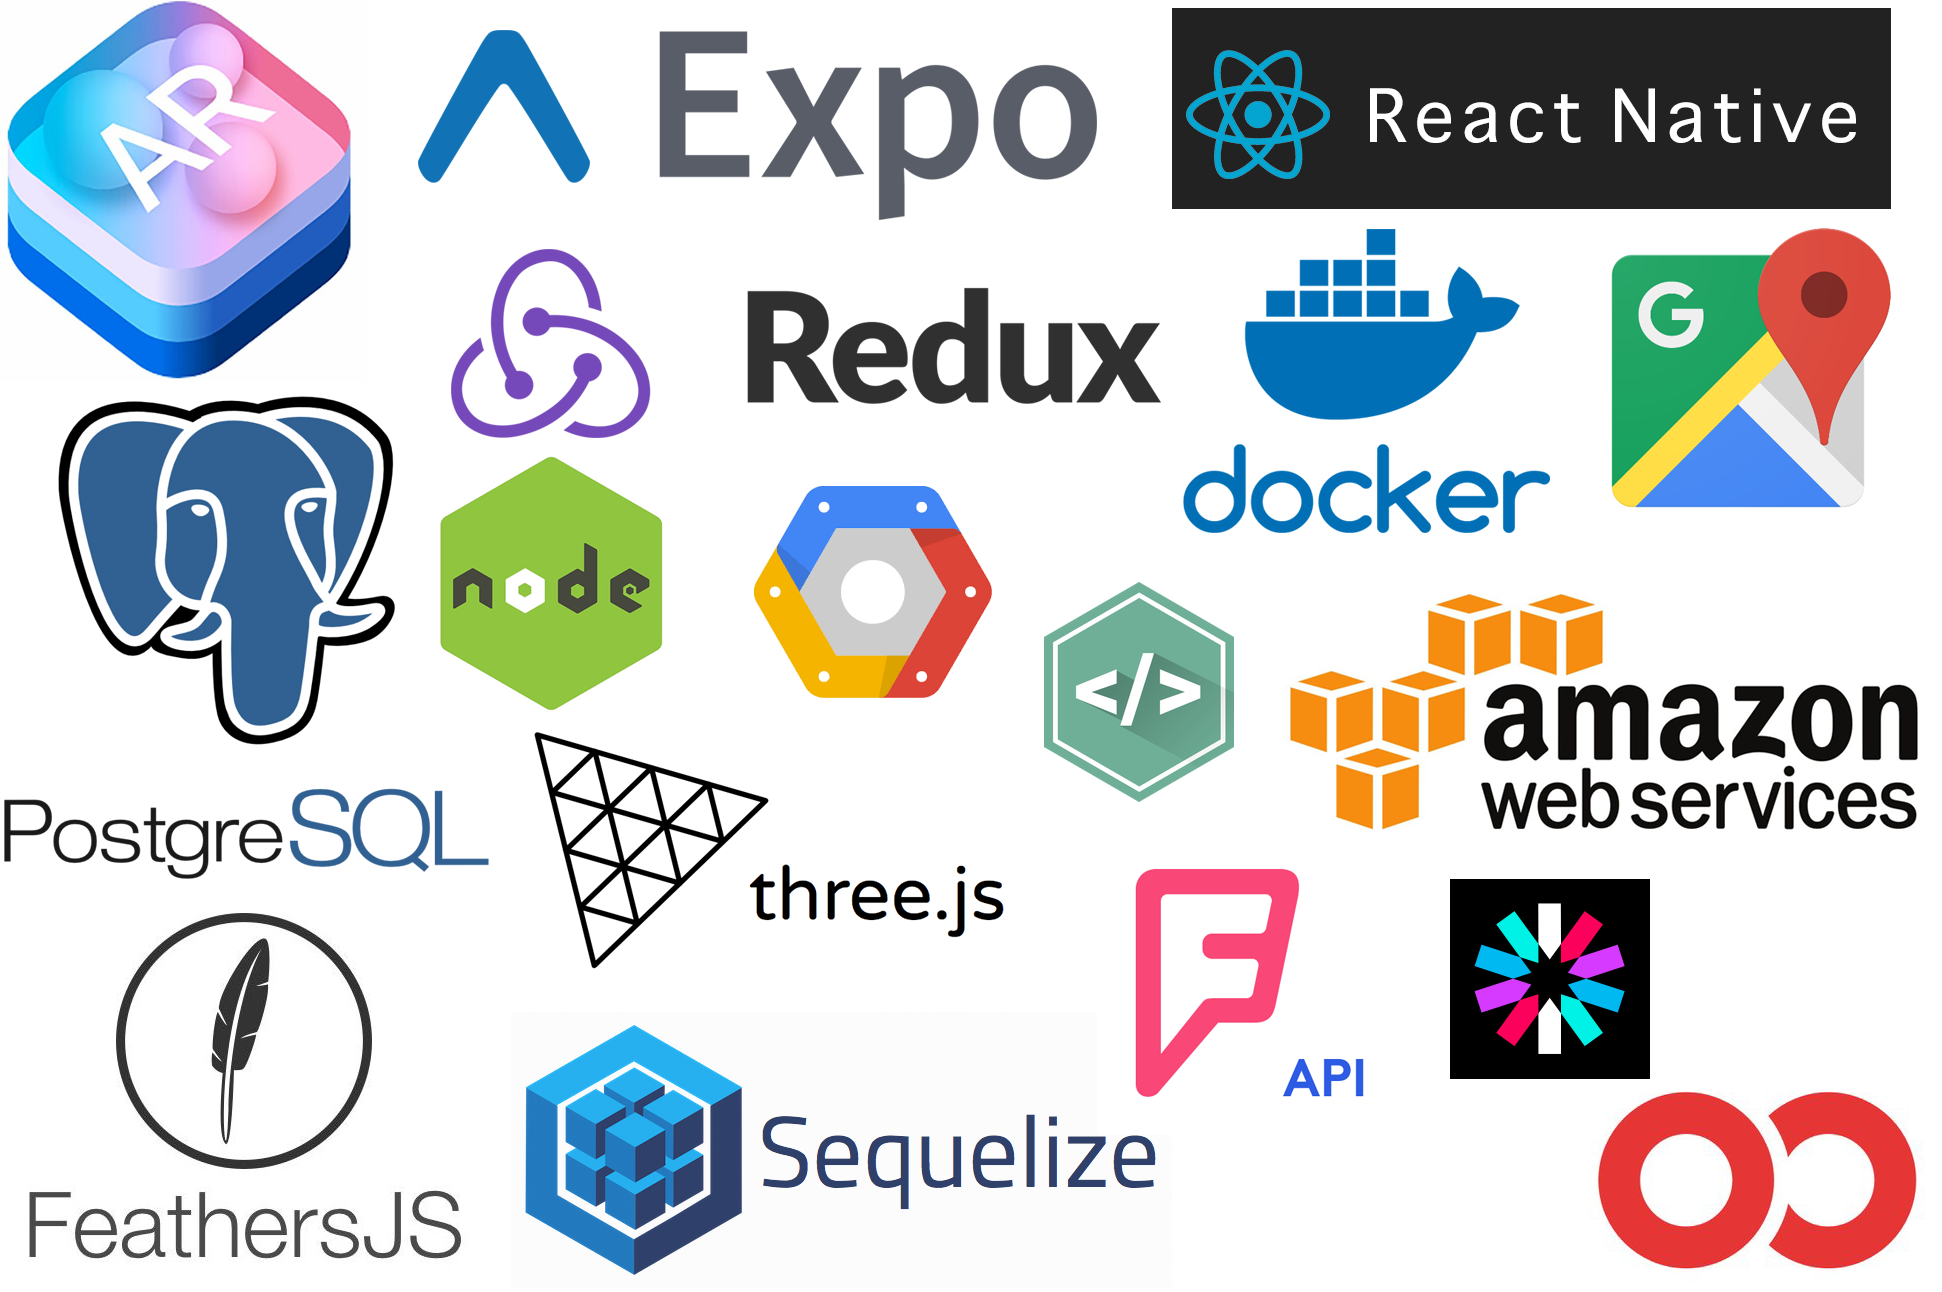 AR
Expo
React Native
Redux
docker
G
node
</>
amazon
web services
PostgreSQL
three.js
API
FeathersJS
Sequelize